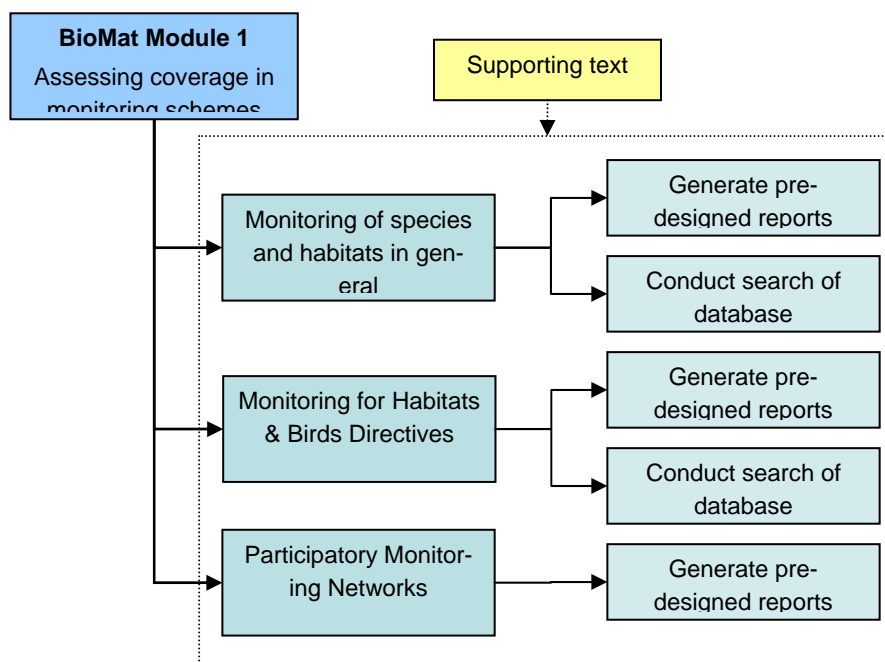 BioMat Module 1
Assessing coverage in
monitoring schemes
Supporting text
Monitoring of species
and habitats in gen-
eral
Generate pre-
designed reports
Conduct search of
database
Monitoring for Habitats
& Birds Directives
Generate pre-
designed reports
Conduct search of
database
Participatory Monitor-
ing Networks
Generate pre-
designed reports